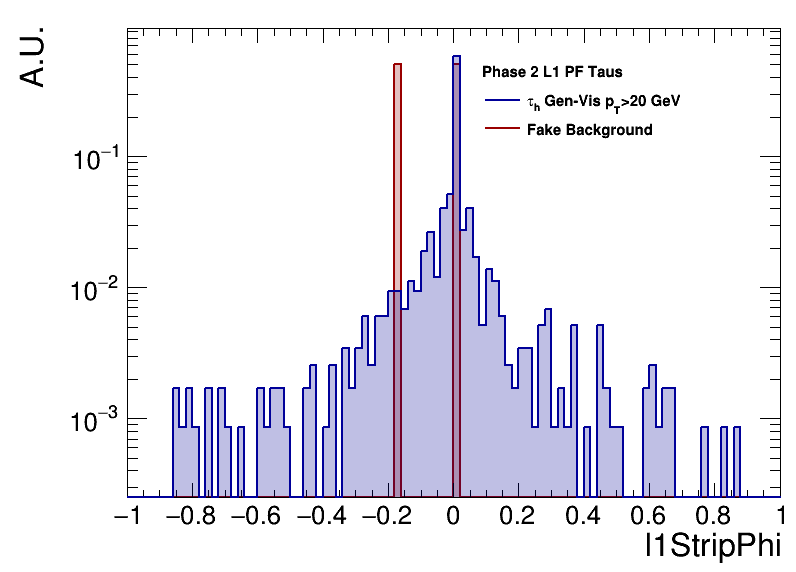 A.U.
Phase 2 L1 PF Taus
τh Gen-Vis pT>20 GeV
Fake Background
10−1
10−2
10−3
−1 −0.8 −0.6 −0.4 −0.2 0 0.2 0.4 0.6 0.8 1
l1StripPhi